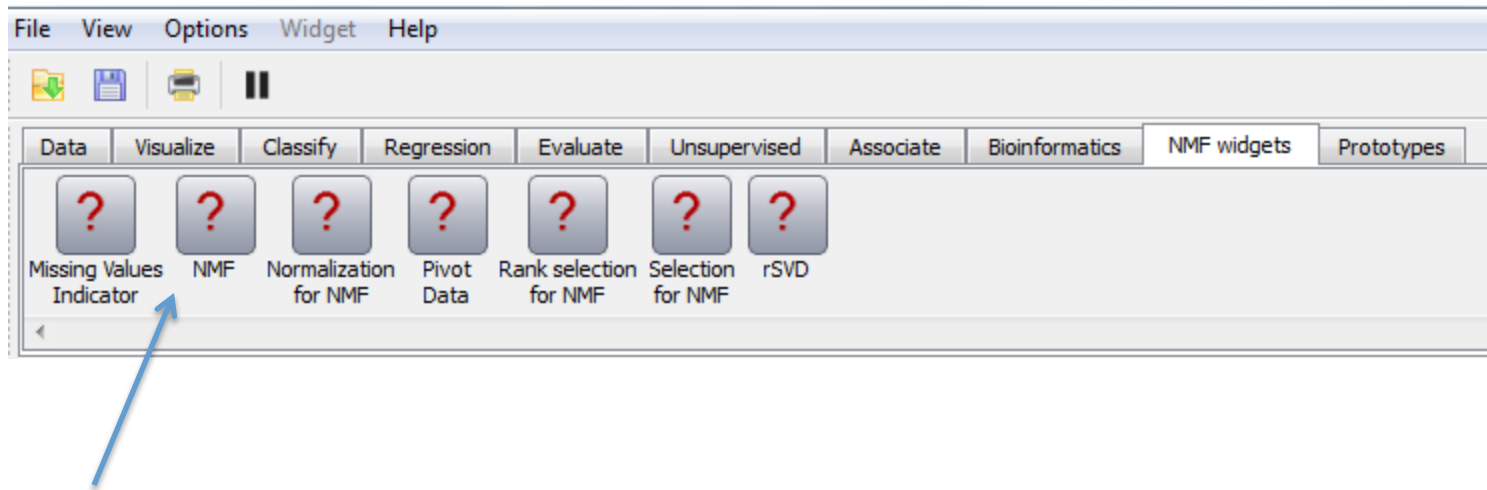 File View Options Widget Help
Data Visualize Classify Regression Evaluate Unsupervised Associate Bioinformatics NMF widgets Prototypes
? ? ? ? ? ? ?
Missing Values NMF Normalization Pivot Rank selection Selection rSVD
Indicator for NMF Data for NMF for NMF